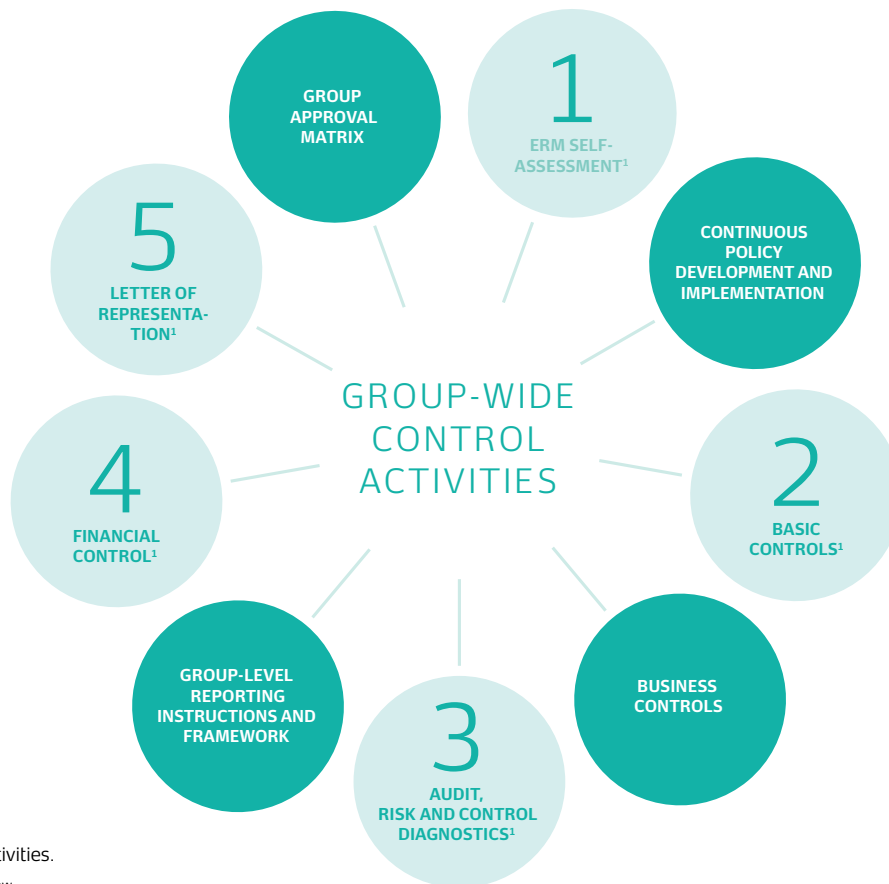 GROUP
APPROVAL
MATRIX
1
ERM SELF-
ASSESSMENT¹
CONTINUOUS
POLICY
DEVELOPMENT AND
IMPLEMENTATION
2
BASIC
CONTROLS¹
BUSINESS
CONTROLS
3
AUDIT,
RISK AND CONTROL
DIAGNOSTICS¹
GROUP-LEVEL
REPORTING
INSTRUCTIONS AND
FRAMEWORK
4
FINANCIAL
CONTROL¹
5
LETTER OF
REPRESENTA-
TION¹
GROUP-WIDE
CONTROL
ACTIVITIES